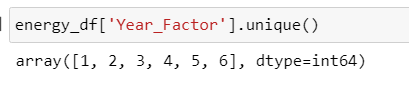 energy_df['Year_Factor'].unique()
array([1, 2, 3, 4, 5, 6], dtype=int64)